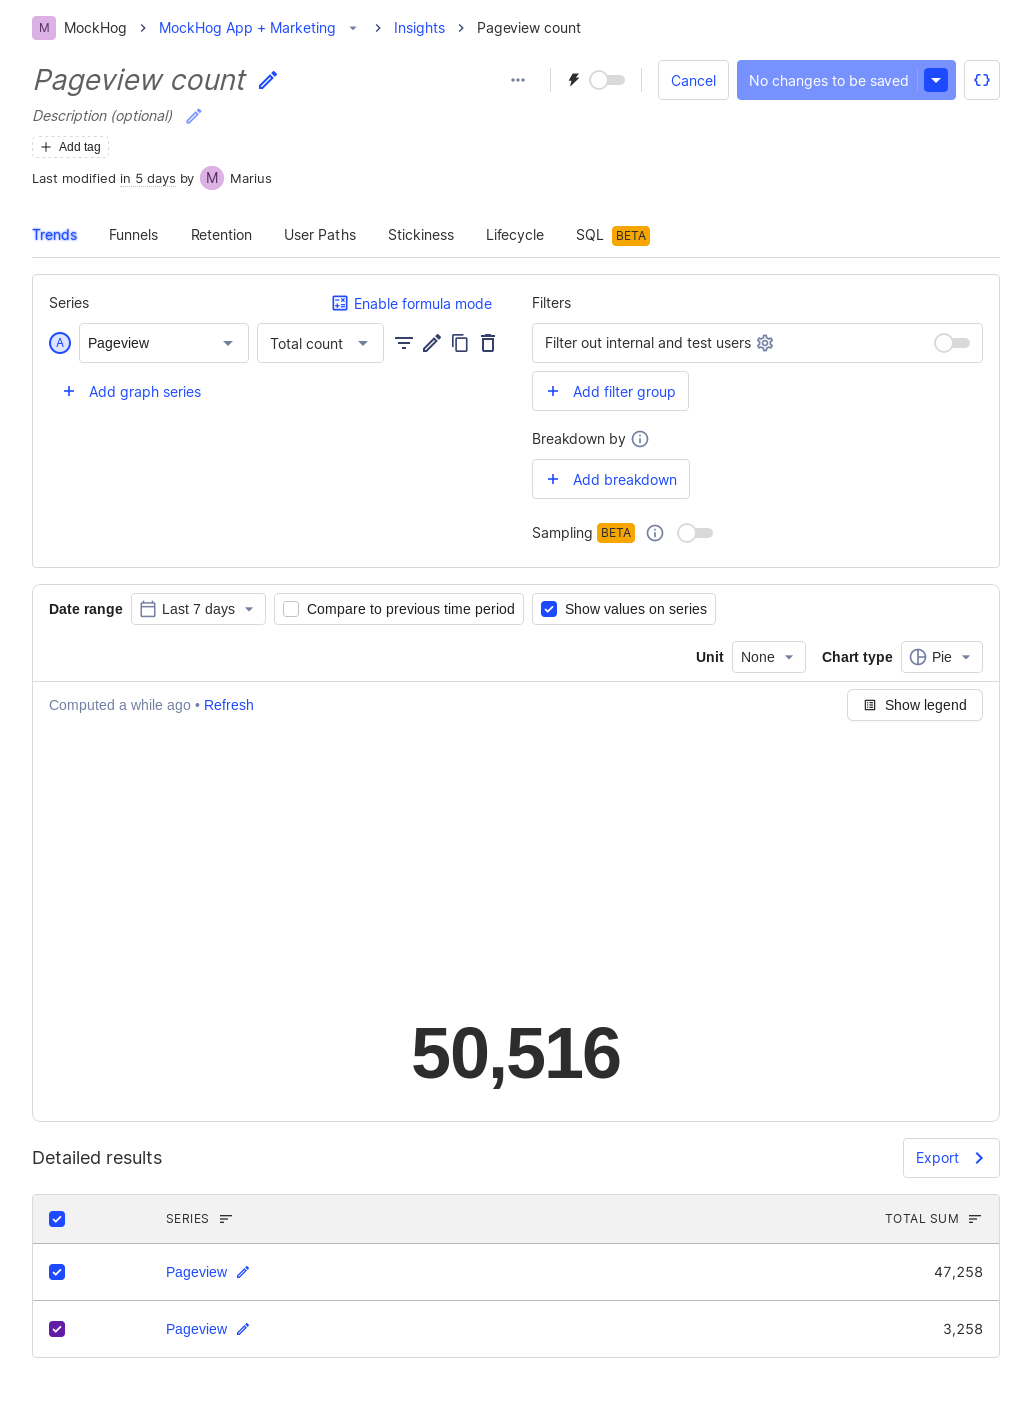 M MockHog MockHog App + Marketing Insights Pageview count
Pageview count
Cancel No changes to be saved
Description (optional)
Add tag
Last modified in 5 days by M Marius
Trends Funnels Retention User Paths Stickiness Lifecycle SQL BETA
Series Enable formula mode
A Pageview Total count
Add graph series
Filters
Filter out internal and test users
Add filter group
Breakdown by
Add breakdown
Sampling BETA
Date range Last 7 days Compare to previous time period Show values on series
Unit None Chart type Pie
Computed a while ago • Refresh Show legend
50,516
Detailed results Export
SERIES TOTAL SUM
Pageview 47,258
Pageview 3,258